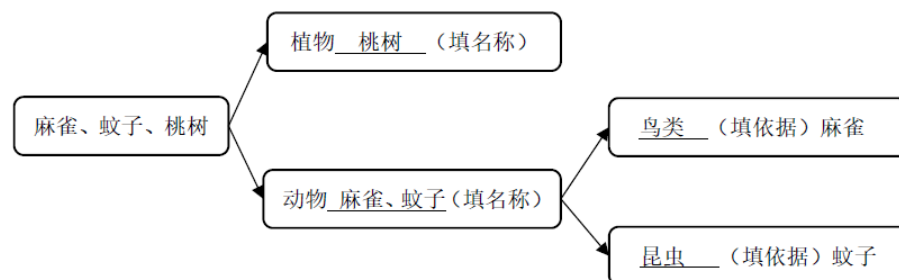 植物 桃树 （填名称）
麻雀、蚊子、桃树
鸟类 （填依据）麻雀
动物 麻雀、蚊子（填名称）
昆虫 （填依据）蚊子